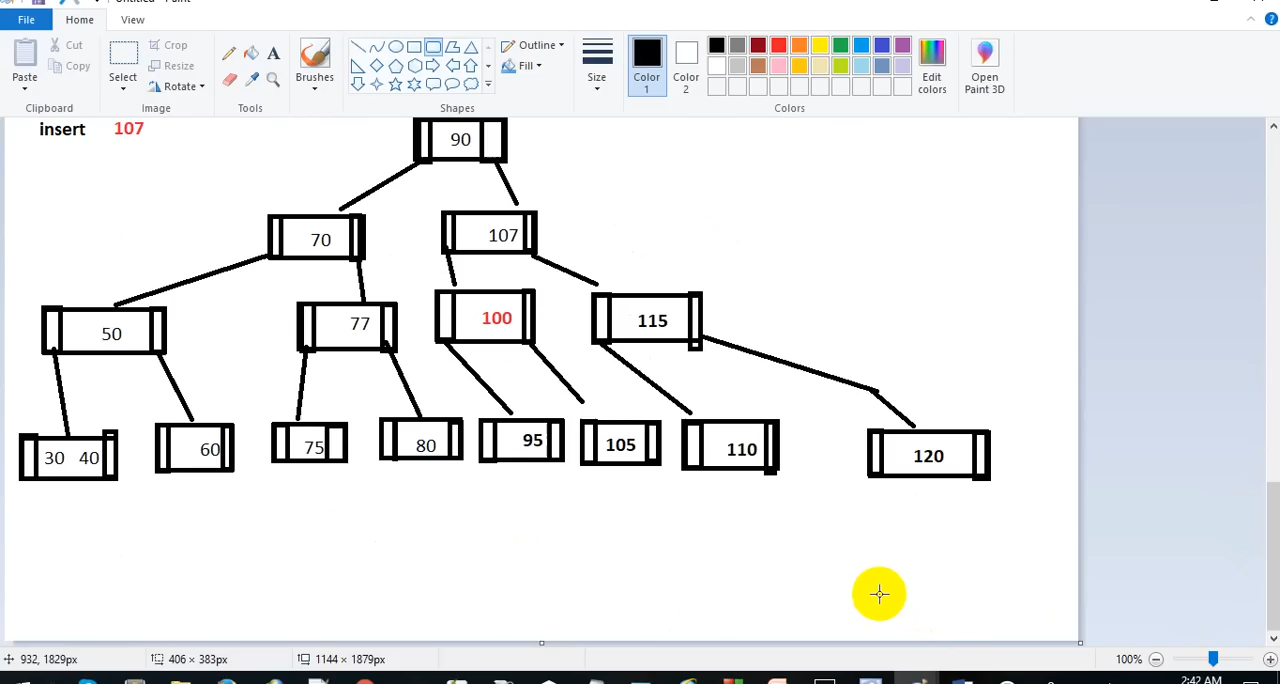 Untitled - Paint
File Home View
Paste
Cut
Copy
Clipboard
Select
Crop
Resize
Rotate
Image
Tools
Brushes
Shapes
Outline
Fill
Size
Color
1
Color
2
Edit
colors
Colors
Open
Paint 3D
insert 107
90
70 107
50 77 100 115
30 40 60 75 80 95 105 110 120
932, 1829px 406 × 383px 1144 × 1879px 100%
2:42 AM